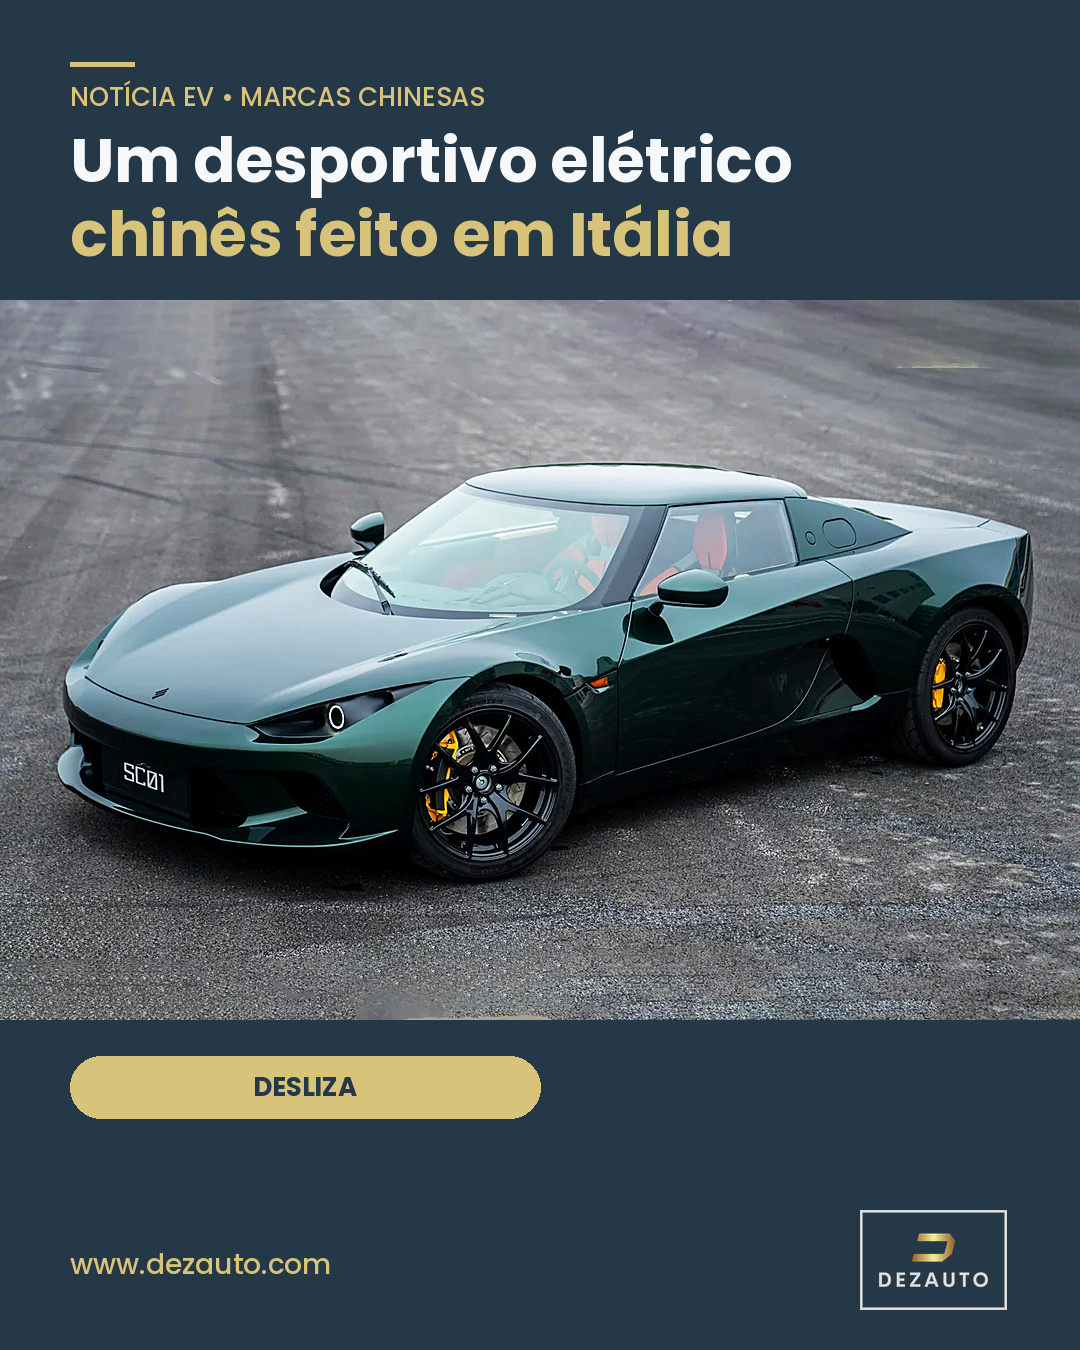 NOTÍCIA EV • MARCAS CHINESAS
Um desportivo elétrico
chinês feito em Itália
SC01
DESLIZA
www.dezauto.com
DEZAUTO